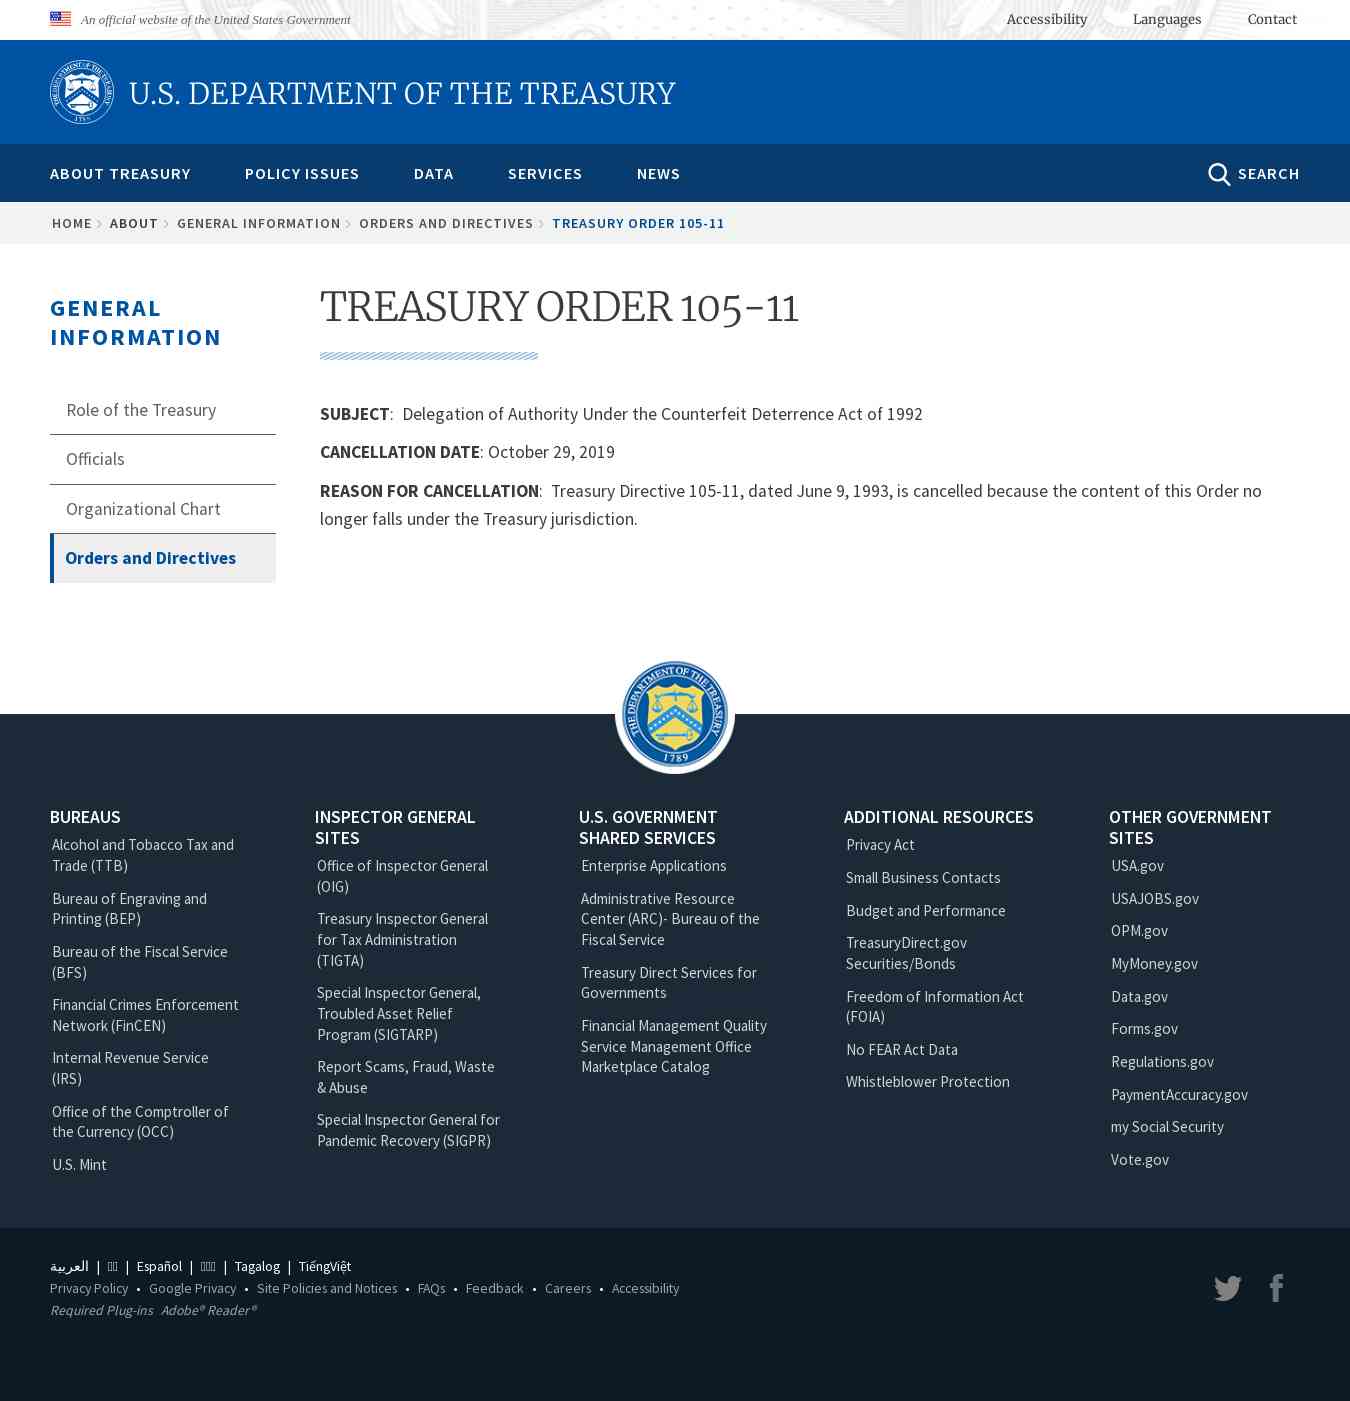 An official website of the United States Government
Accessibility
Languages
Contact
U.S. DEPARTMENT OF THE TREASURY
ABOUT TREASURY
POLICY ISSUES
DATA
SERVICES
NEWS
SEARCH
HOME
ABOUT
GENERAL INFORMATION
ORDERS AND DIRECTIVES
TREASURY ORDER 105-11
GENERAL
INFORMATION
Role of the Treasury
Officials
Organizational Chart
Orders and Directives
TREASURY ORDER 105-11
SUBJECT: Delegation of Authority Under the Counterfeit Deterrence Act of 1992
CANCELLATION DATE: October 29, 2019
REASON FOR CANCELLATION: Treasury Directive 105-11, dated June 9, 1993, is cancelled because the content of this Order no
longer falls under the Treasury jurisdiction.
THE DEPARTMENT OF THE TREASURY
1789
BUREAUS
Alcohol and Tobacco Tax and
Trade (TTB)
Bureau of Engraving and
Printing (BEP)
Bureau of the Fiscal Service
(BFS)
Financial Crimes Enforcement
Network (FinCEN)
Internal Revenue Service
(IRS)
Office of the Comptroller of
the Currency (OCC)
U.S. Mint
INSPECTOR GENERAL
SITES
Office of Inspector General
(OIG)
Treasury Inspector General
for Tax Administration
(TIGTA)
Special Inspector General,
Troubled Asset Relief
Program (SIGTARP)
Report Scams, Fraud, Waste
& Abuse
Special Inspector General for
Pandemic Recovery (SIGPR)
U.S. GOVERNMENT
SHARED SERVICES
Enterprise Applications
Administrative Resource
Center (ARC)- Bureau of the
Fiscal Service
Treasury Direct Services for
Governments
Financial Management Quality
Service Management Office
Marketplace Catalog
ADDITIONAL RESOURCES
Privacy Act
Small Business Contacts
Budget and Performance
TreasuryDirect.gov
Securities/Bonds
Freedom of Information Act
(FOIA)
No FEAR Act Data
Whistleblower Protection
OTHER GOVERNMENT
SITES
USA.gov
USAJOBS.gov
OPM.gov
MyMoney.gov
Data.gov
Forms.gov
Regulations.gov
PaymentAccuracy.gov
my Social Security
Vote.gov
العربية | | Español | | Tagalog | TiếngViệt
Privacy Policy • Google Privacy • Site Policies and Notices • FAQs • Feedback • Careers • Accessibility
Required Plug-ins Adobe® Reader®